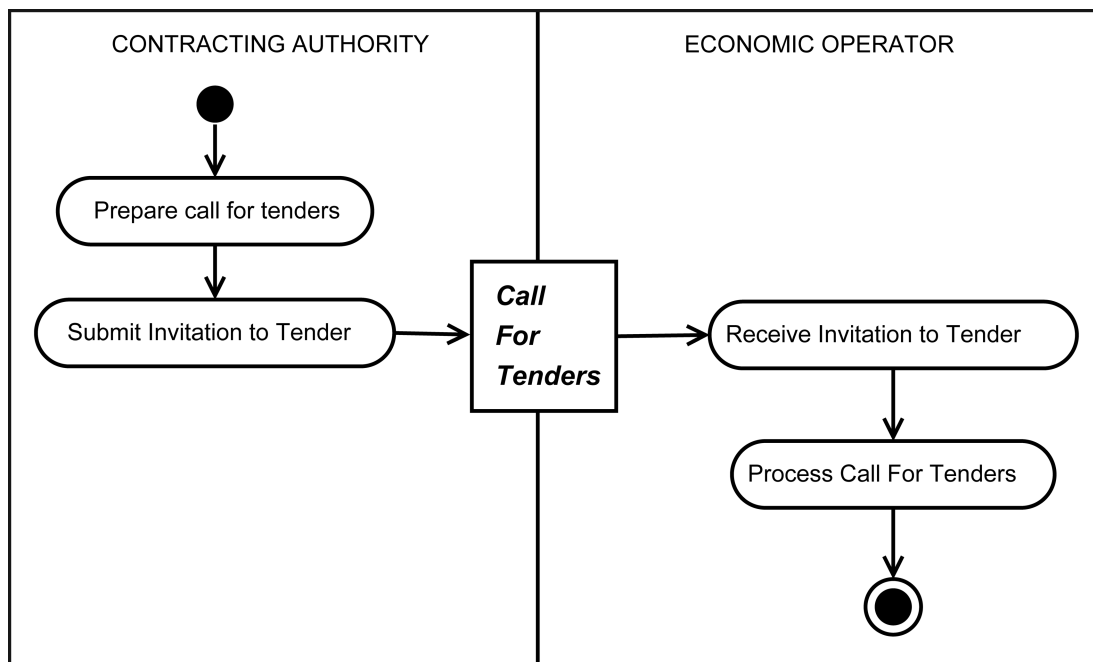 CONTRACTING AUTHORITY
ECONOMIC OPERATOR
Prepare call for tenders
Submit Invitation to Tender
Call
For
Tenders
Receive Invitation to Tender
Process Call For Tenders